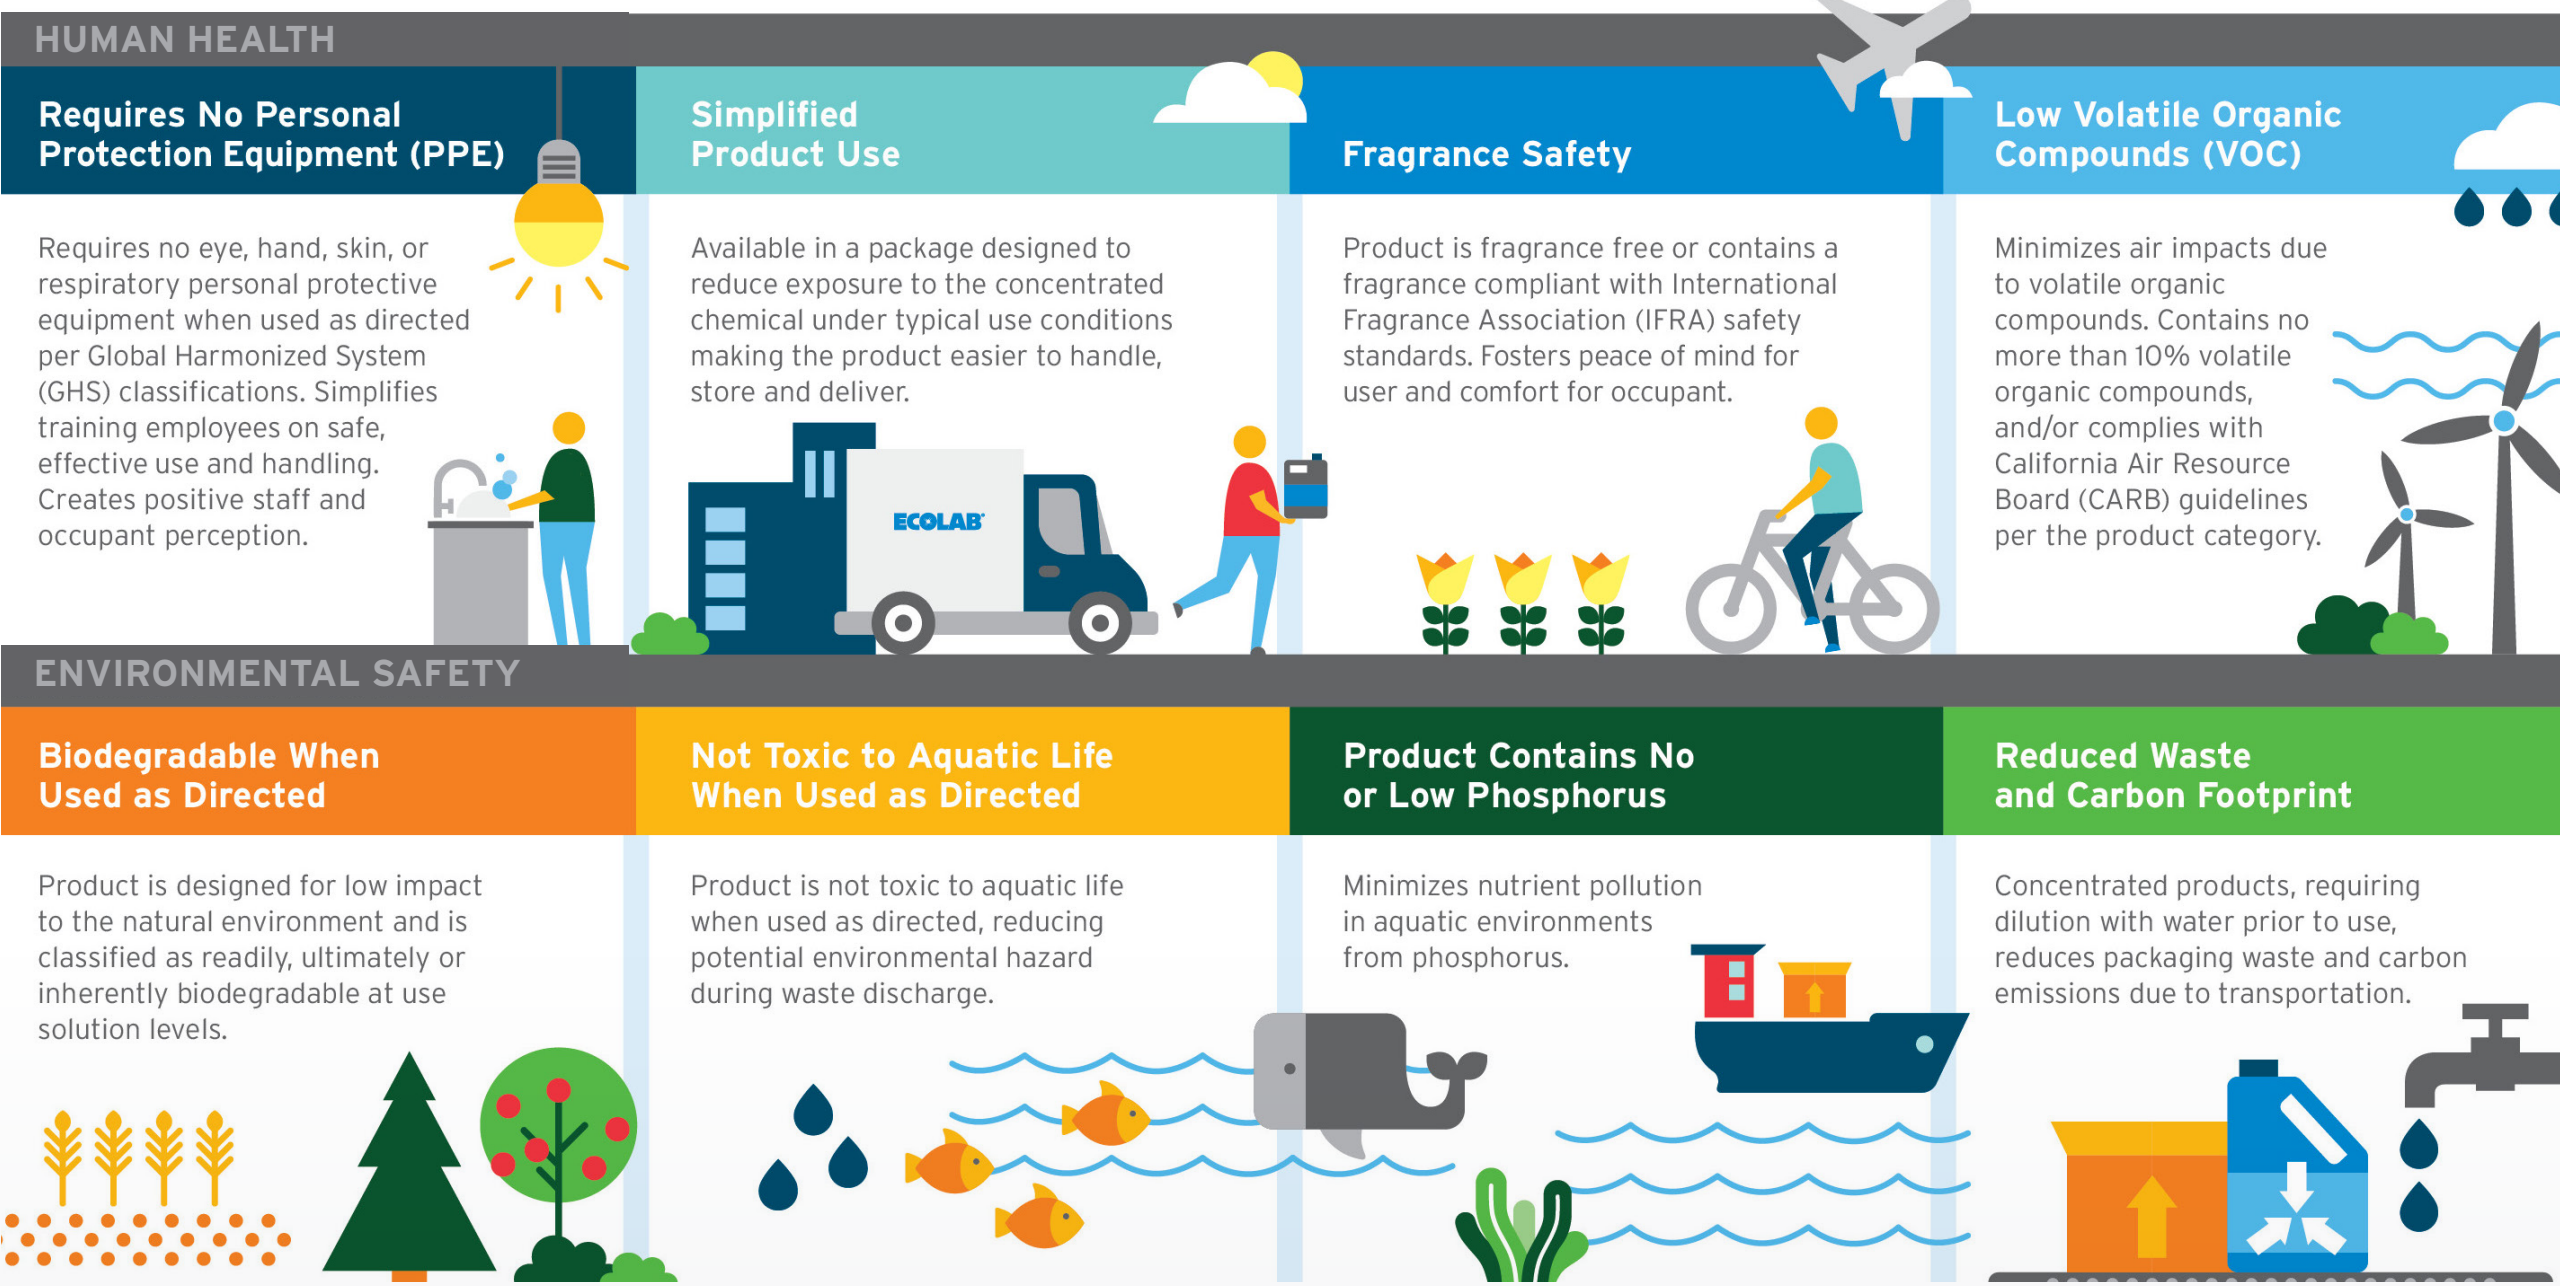 HUMAN HEALTH
Requires No Personal
Protection Equipment (PPE)
Requires no eye, hand, skin, or
respiratory personal protective
equipment when used as directed
per Global Harmonized System
(GHS) classifications. Simplifies
training employees on safe,
effective use and handling.
Creates positive staff and
occupant perception.
Simplified
Product Use
Available in a package designed to
reduce exposure to the concentrated
chemical under typical use conditions
making the product easier to handle,
store and deliver.
ECOLAB®
Fragrance Safety
Product is fragrance free or contains a
fragrance compliant with International
Fragrance Association (IFRA) safety
standards. Fosters peace of mind for
user and comfort for occupant.
Low Volatile Organic
Compounds (VOC)
Minimizes air impacts due
to volatile organic
compounds. Contains no
more than 10% volatile
organic compounds,
and/or complies with
California Air Resource
Board (CARB) guidelines
per the product category.
ENVIRONMENTAL SAFETY
Biodegradable When
Used as Directed
Product is designed for low impact
to the natural environment and is
classified as readily, ultimately or
inherently biodegradable at use
solution levels.
Not Toxic to Aquatic Life
When Used as Directed
Product is not toxic to aquatic life
when used as directed, reducing
potential environmental hazard
during waste discharge.
Product Contains No
or Low Phosphorus
Minimizes nutrient pollution
in aquatic environments
from phosphorus.
Reduced Waste
and Carbon Footprint
Concentrated products, requiring
dilution with water prior to use,
reduces packaging waste and carbon
emissions due to transportation.